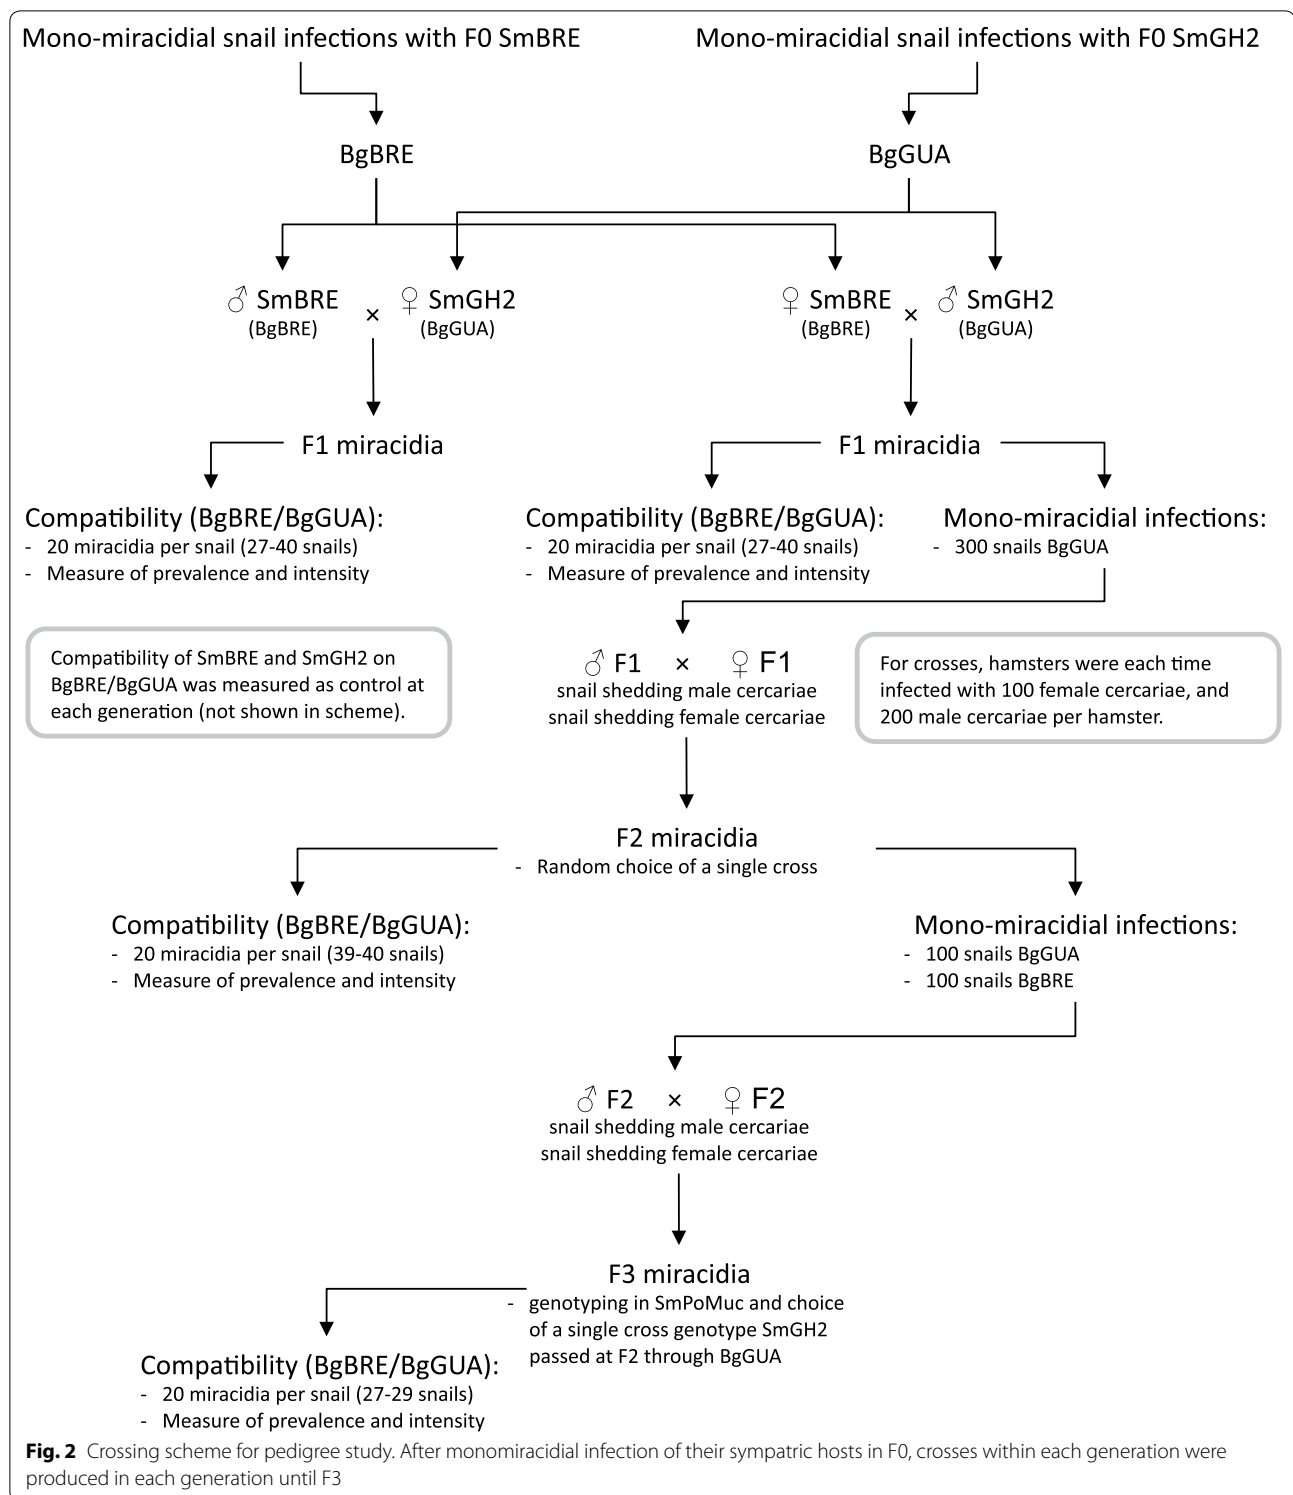 Mono-miracidial snail infections with F0 SmBRE
Mono-miracidial snail infections with F0 SmGH2
BgBRE
BgGUA
♂ SmBRE × ♀ SmGH2
(BgBRE) (BgGUA)
♀ SmBRE × ♂ SmGH2
(BgBRE) (BgGUA)
F1 miracidia
F1 miracidia
Compatibility (BgBRE/BgGUA):
- 20 miracidia per snail (27-40 snails)
- Measure of prevalence and intensity
Compatibility (BgBRE/BgGUA):
- 20 miracidia per snail (27-40 snails)
- Measure of prevalence and intensity
Mono-miracidial infections:
- 300 snails BgGUA
Compatibility of SmBRE and SmGH2 on
BgBRE/BgGUA was measured as control at
each generation (not shown in scheme).
♂ F1 × ♀ F1
snail shedding male cercariae
snail shedding female cercariae
For crosses, hamsters were each time
infected with 100 female cercariae, and
200 male cercariae per hamster.
F2 miracidia
- Random choice of a single cross
Compatibility (BgBRE/BgGUA):
- 20 miracidia per snail (39-40 snails)
- Measure of prevalence and intensity
Mono-miracidial infections:
- 100 snails BgGUA
- 100 snails BgBRE
♂ F2 × ♀ F2
snail shedding male cercariae
snail shedding female cercariae
F3 miracidia
- genotyping in SmPoMuc and choice
of a single cross genotype SmGH2
passed at F2 through BgGUA
Compatibility (BgBRE/BgGUA):
- 20 miracidia per snail (27-29 snails)
- Measure of prevalence and intensity
Fig. 2 Crossing scheme for pedigree study. After monomiracidial infection of their sympatric hosts in F0, crosses within each generation were
produced in each generation until F3